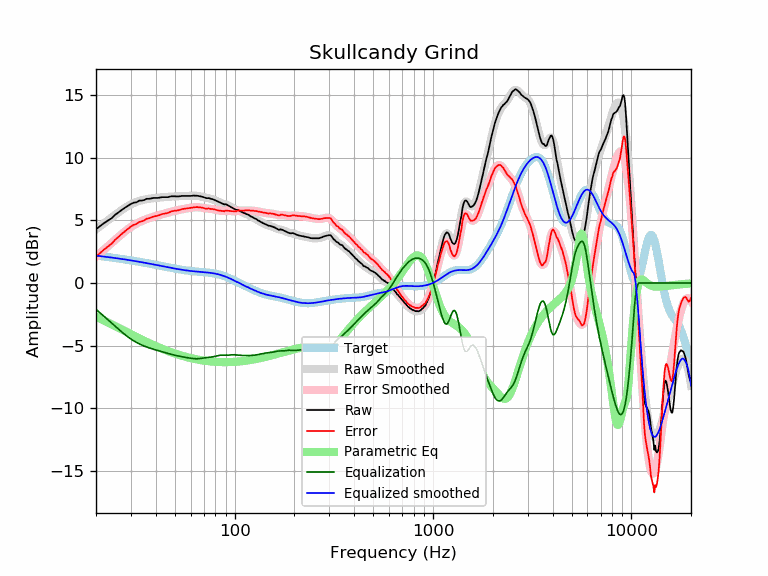 Skullcandy Grind
Amplitude (dBr)
15
10
5
0
−5
−10
−15
Target
Raw Smoothed
Error Smoothed
Raw
Error
Parametric Eq
Equalization
Equalized smoothed
100
1000
10000
Frequency (Hz)